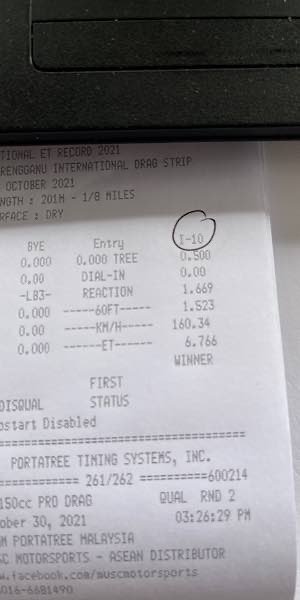 TIONAL ET RECORD 2021
RENGGANU INTERNATIONAL DRAG STRIP
OCTOBER 2021
NGTH : 201M - 1/8 MILES
RFACE : DRY
BYE Entry I-10
0.000 0.000 TREE 0.500
0.00 DIAL-IN 0.00
-LB3- REACTION 1.669
0.000 -----60FT----- 1.523
0.00 -----KM/H----- 160.34
0.000 ------ET------ 6.766
WINNER
FIRST
DISQUAL STATUS
ostart Disabled
===================================
PORTATREE TIMING SYSTEMS, INC.
=========== 261/262 ==========600214
150cc PRO DRAG QUAL RND 2
ober 30, 2021 03:26:29 PM
M PORTATREE MALAYSIA
SC MOTORSPORTS - ASEAN DISTRIBUTOR
w.facebook.com/muscmotorsports
016-6681490